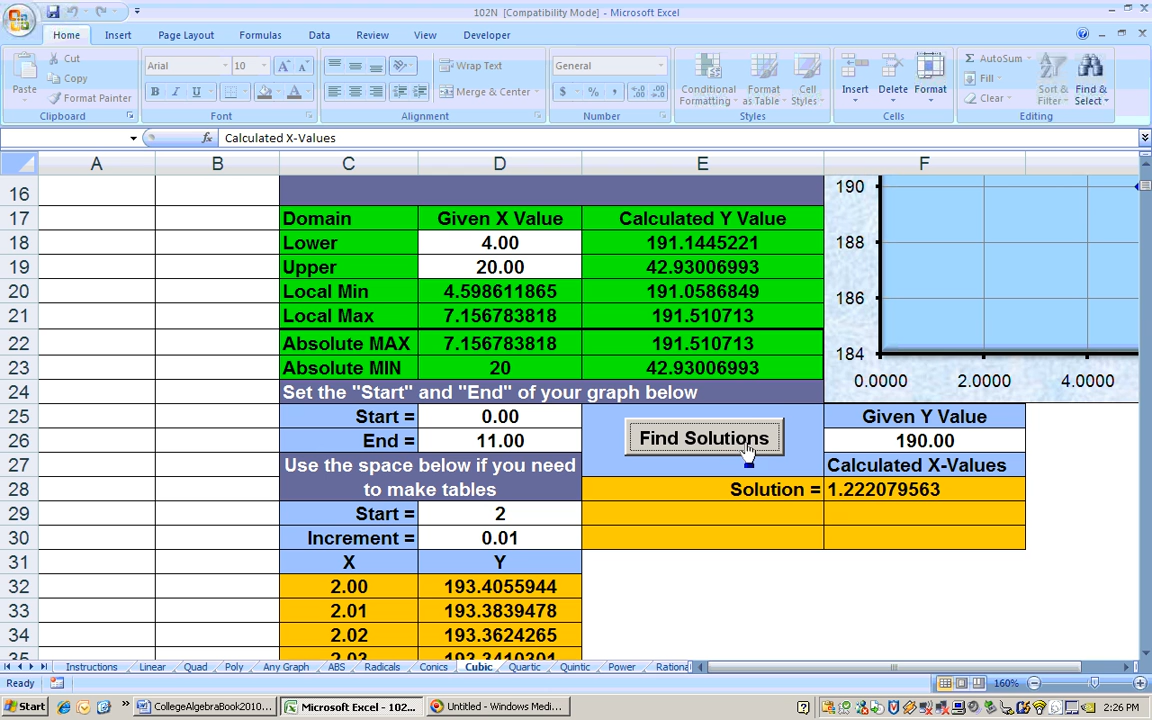 102N [Compatibility Mode] - Microsoft Excel
Home Insert Page Layout Formulas Data Review View Developer
Paste
Cut
Copy
Format Painter
Clipboard
Arial 10
B I U A
Font
Wrap Text
Merge & Center
Alignment
General
$ % ,
Number
Conditional Formatting
Format as Table
Cell Styles
Styles
Insert Delete Format
Cells
Σ AutoSum
Fill
Clear
Sort & Filter
Find & Select
Editing
fx Calculated X-Values
A B C D E F
16 190
17 Domain Given X Value Calculated Y Value
18 Lower 4.00 191.1445221 188
19 Upper 20.00 42.93006993
20 Local Min 4.598611865 191.0586849 186
21 Local Max 7.156783818 191.510713
22 Absolute MAX 7.156783818 191.510713 184
23 Absolute MIN 20 42.93006993 0.0000 2.0000 4.0000
24 Set the "Start" and "End" of your graph below
25 Start = 0.00 Given Y Value
26 End = 11.00 Find Solutions 190.00
27 Use the space below if you need Calculated X-Values
28 to make tables Solution = 1.222079563
29 Start = 2
30 Increment = 0.01
31 X Y
32 2.00 193.4055944
33 2.01 193.3839478
34 2.02 193.3624265
35 2.03 193.3410301
Instructions Linear Quad Poly Any Graph ABS Radicals Conics Cubic Quartic Quintic Power Rationa
Ready 160%
Start CollegeAlgebraBook2010... Microsoft Excel - 102... Untitled - Windows Medi... 2:26 PM